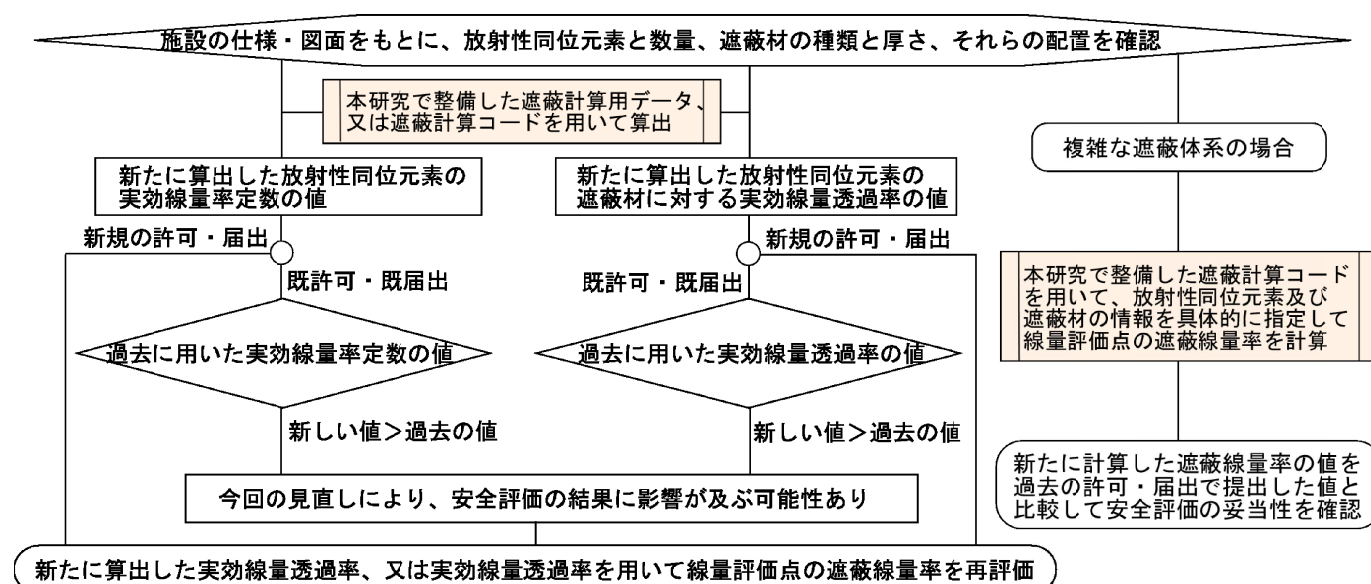 施設の仕様・図面をもとに、放射性同位元素と数量、遮蔽材の種類と厚さ、それらの配置を確認
本研究で整備した遮蔽計算用データ、
又は遮蔽計算コードを用いて算出
複雑な遮蔽体系の場合
新たに算出した放射性同位元素の
実効線量率定数の値
新たに算出した放射性同位元素の
遮蔽材に対する実効線量透過率の値
新規の許可・届出
新規の許可・届出
既許可・既届出
既許可・既届出
本研究で整備した遮蔽計算コード
を用いて、放射性同位元素及び
遮蔽材の情報を具体的に指定して
線量評価点の遮蔽線量率を計算
過去に用いた実効線量率定数の値
過去に用いた実効線量透過率の値
新しい値＞過去の値
新しい値＞過去の値
新たに計算した遮蔽線量率の値を
過去の許可・届出で提出した値と
比較して安全評価の妥当性を確認
今回の見直しにより、安全評価の結果に影響が及ぶ可能性あり
新たに算出した実効線量透過率、又は実効線量透過率を用いて線量評価点の遮蔽線量率を再評価